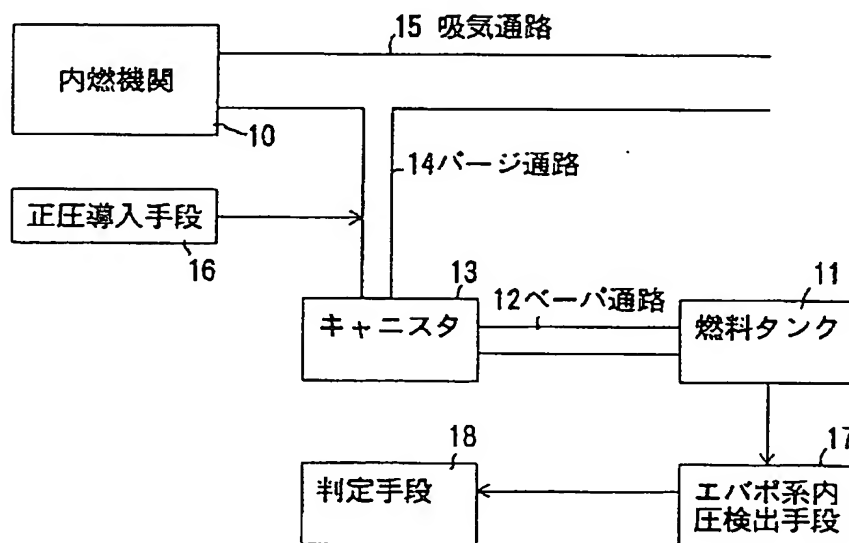 15 吸気通路
内燃機関
10
14パージ通路
正圧導入手段
16
13
12ベーパ通路
11
キャニスタ
燃料タンク
18
17
判定手段
エバポ系内
圧検出手段